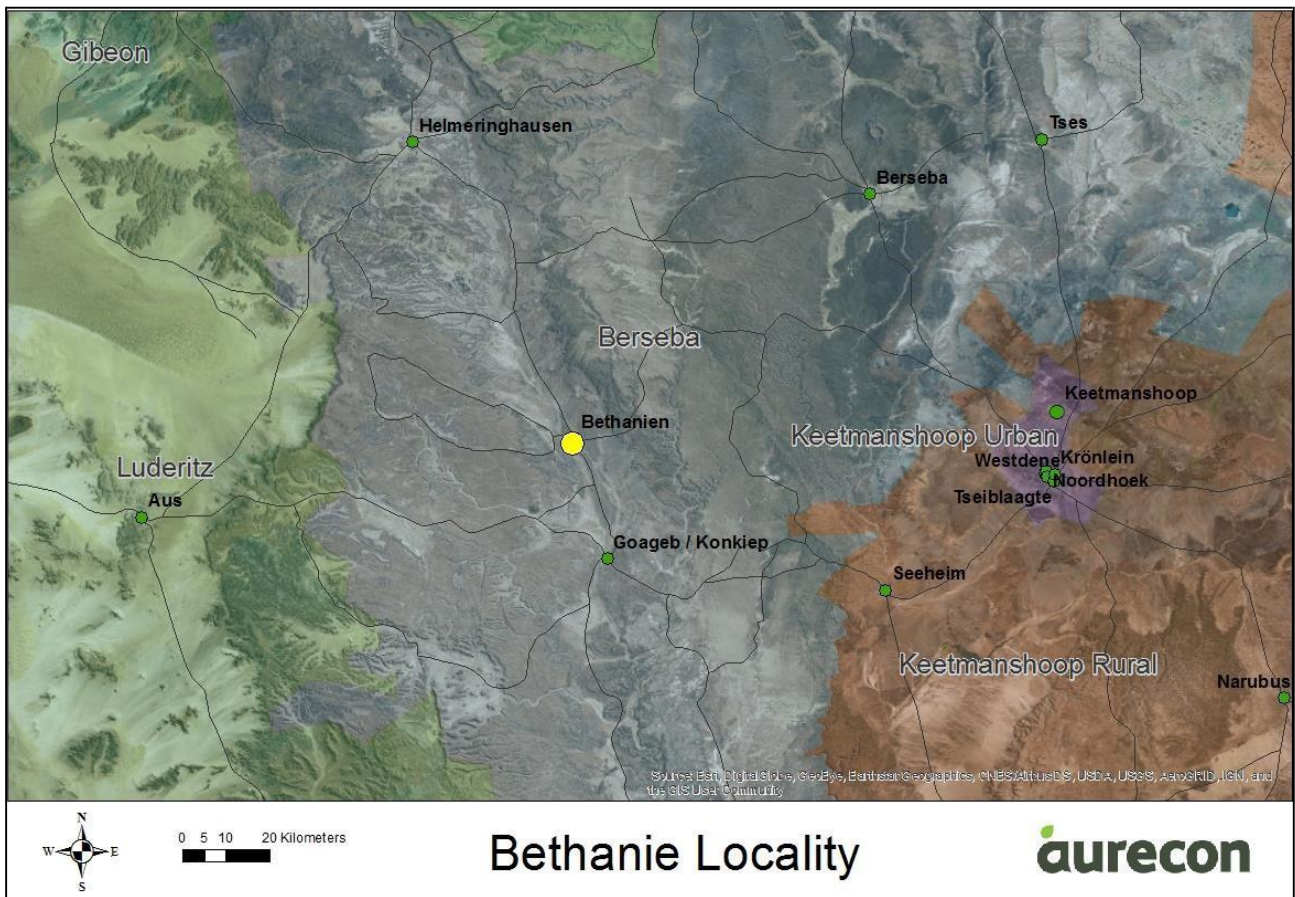 Gibeon
Helmeringhausen
Tses
Berseba
Berseba
Keetmanshoop
Bethanien
Keetmanshoop Urban
Luderitz
Westdene
Krönlein
Aus
Noordhoek
Tseiblaagte
Goageb / Konkiep
Seeheim
Keetmanshoop Rural
Narubus
Source: Esri, DigitalGlobe, GeoEye, Earthstar Geographics, CNES/Airbus DS, USDA, USGS, AeroGRID, IGN, and
the GIS User Community
N
W E
S
0 5 10 20 Kilometers
Bethanie Locality
aurecon